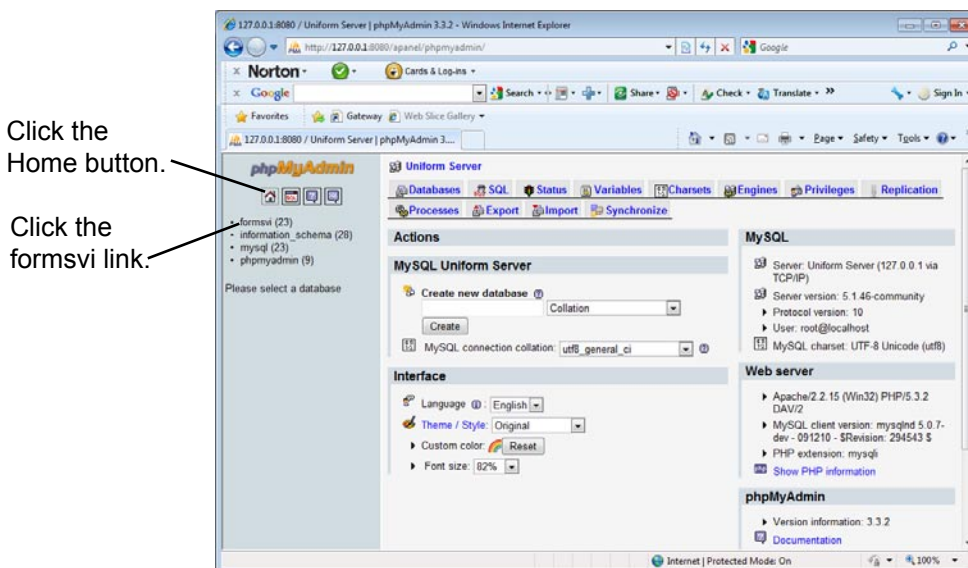 127.0.0.1:8080 / Uniform Server | phpMyAdmin 3.3.2 - Windows Internet Explorer
http://127.0.0.1:8080/apanel/phpmyadmin/
Google
Norton
Cards & Log-ins
Google
Search
Share
Check
Translate
Sign In
Favorites
Gateway
Web Slice Gallery
127.0.0.1:8080 / Uniform Server | phpMyAdmin 3....
Page
Safety
Tools
Click the
Home button.
Click the
formsvi link.
phpMyAdmin
formsvi (23)
information_schema (28)
mysql (23)
phpmyadmin (9)
Please select a database
Uniform Server
Databases SQL Status Variables Charsets Engines Privileges Replication
Processes Export Import Synchronize
Actions
MySQL Uniform Server
Create new database
Collation
Create
MySQL connection collation: utf8_general_ci
Interface
Language : English
Theme / Style: Original
Custom color: Reset
Font size: 82%
MySQL
Server: Uniform Server (127.0.0.1 via
TCP/IP)
Server version: 5.1.46-community
Protocol version: 10
User: root@localhost
MySQL charset: UTF-8 Unicode (utf8)
Web server
Apache/2.2.15 (Win32) PHP/5.3.2
DAV/2
MySQL client version: mysqlnd 5.0.7-
dev - 091210 - $Revision: 294543 $
PHP extension: mysqli
Show PHP information
phpMyAdmin
Version information: 3.3.2
Documentation
Internet | Protected Mode: On
100%